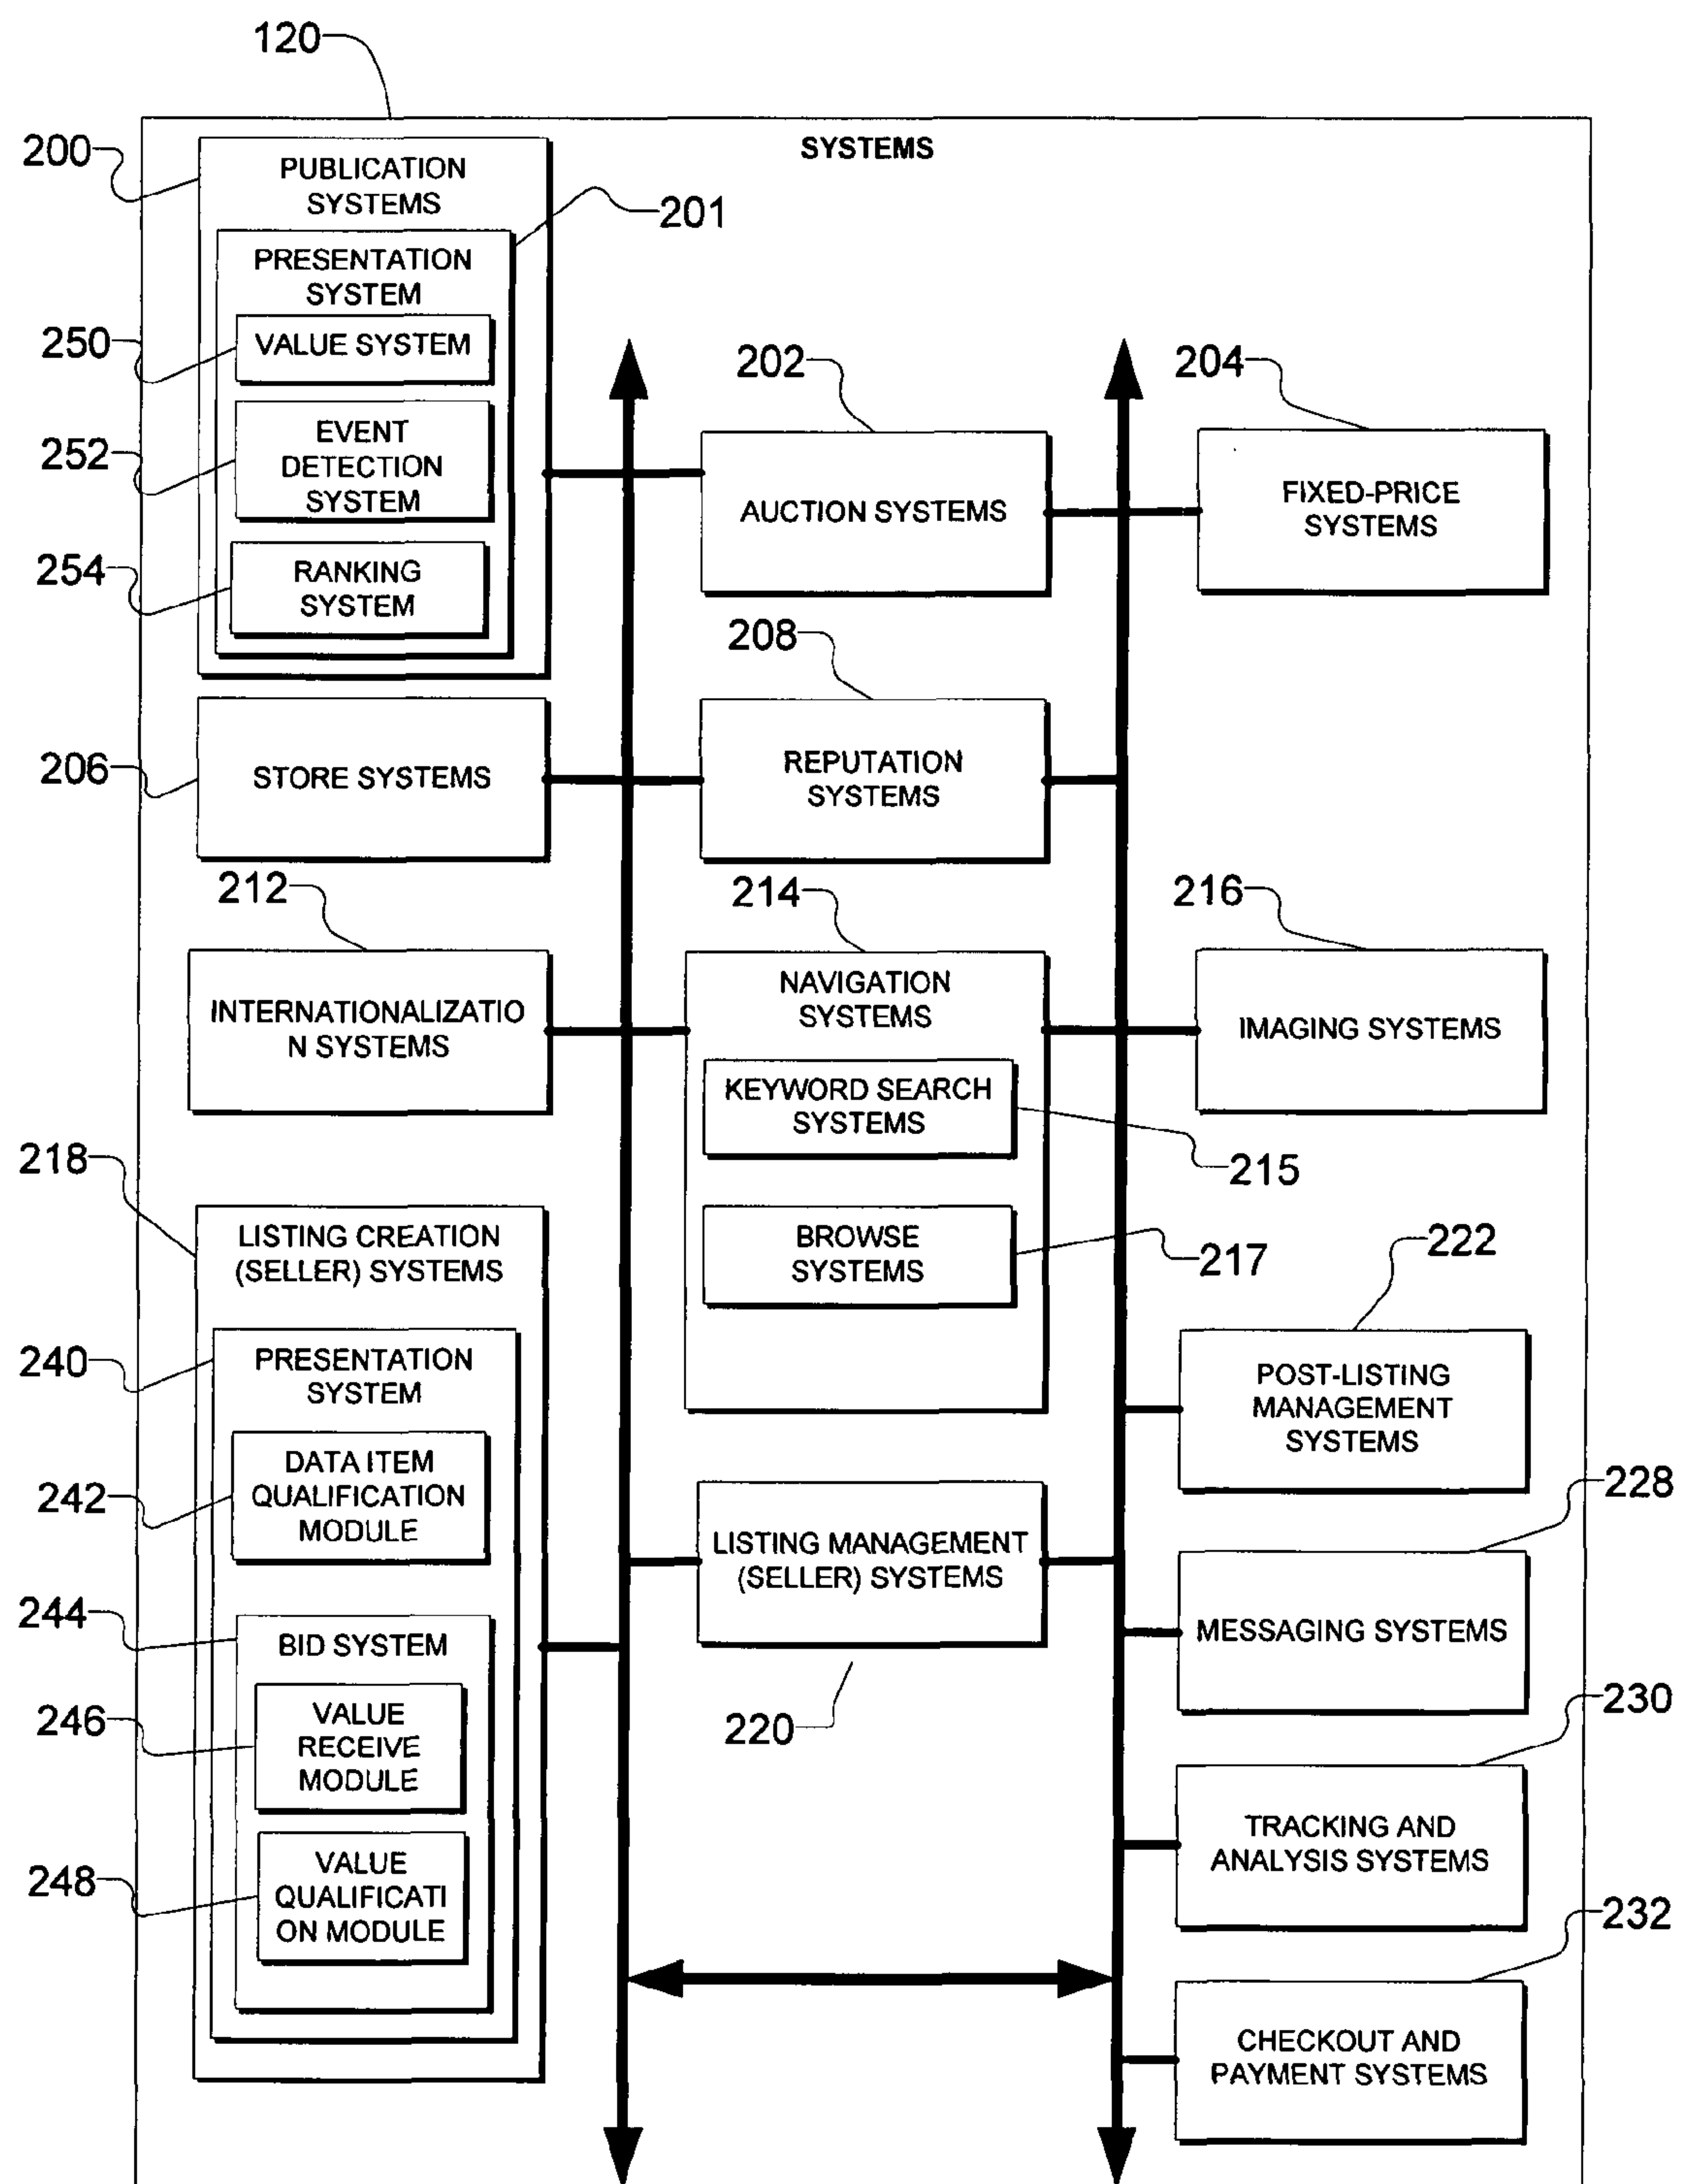 120
SYSTEMS
200
PUBLICATION
SYSTEMS
201
PRESENTATION
SYSTEM
250
VALUE SYSTEM
252
EVENT
DETECTION
SYSTEM
254
RANKING
SYSTEM
202
AUCTION SYSTEMS
204
FIXED-PRICE
SYSTEMS
206
STORE SYSTEMS
208
REPUTATION
SYSTEMS
212
INTERNATIONALIZATIO
N SYSTEMS
214
NAVIGATION
SYSTEMS
KEYWORD SEARCH
SYSTEMS
215
BROWSE
SYSTEMS
217
216
IMAGING SYSTEMS
218
LISTING CREATION
(SELLER) SYSTEMS
240
PRESENTATION
SYSTEM
242
DATA ITEM
QUALIFICATION
MODULE
244
BID SYSTEM
246
VALUE
RECEIVE
MODULE
248
VALUE
QUALIFICATI
ON MODULE
LISTING MANAGEMENT
(SELLER) SYSTEMS
220
222
POST-LISTING
MANAGEMENT
SYSTEMS
228
MESSAGING SYSTEMS
230
TRACKING AND
ANALYSIS SYSTEMS
232
CHECKOUT AND
PAYMENT SYSTEMS